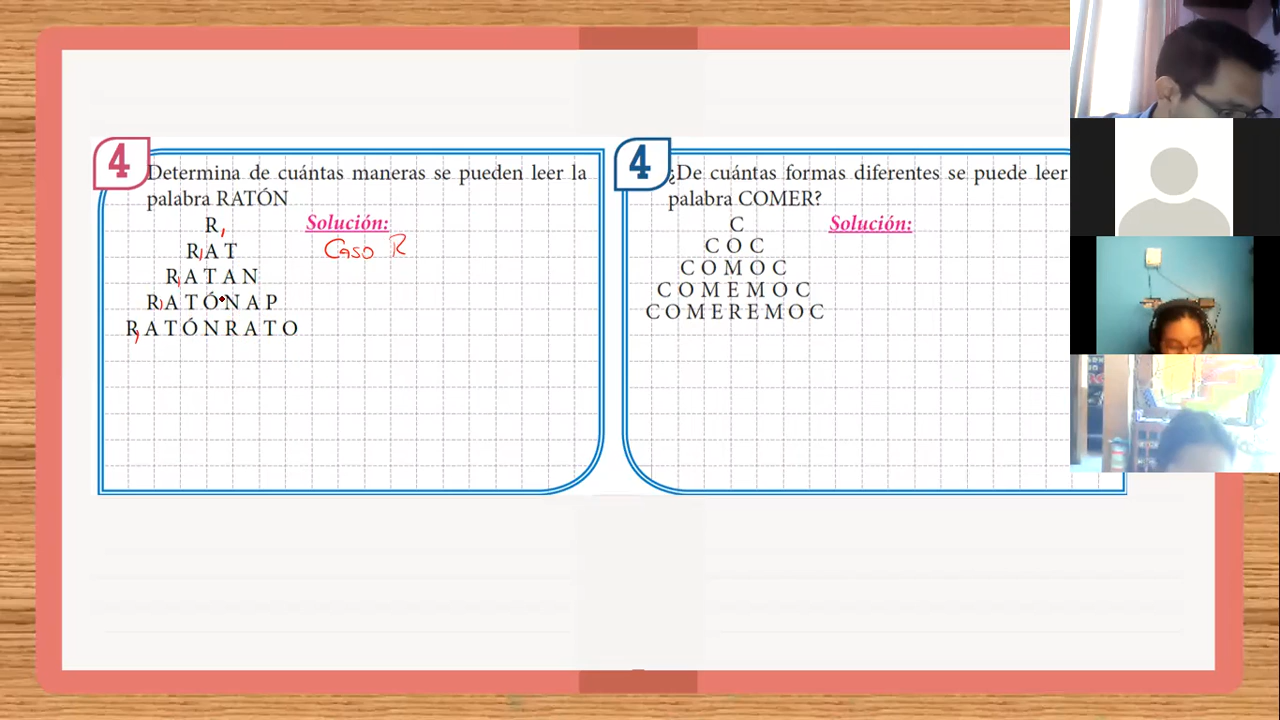 4
Determina de cuántas maneras se pueden leer la
palabra RATÓN
Solución:
Caso R
R
R A T
R A T A N
R A T Ó N A P
R A T Ó N R A T O
4
¿De cuántas formas diferentes se puede leer
palabra COMER?
Solución:
C
C O C
C O M O C
C O M E M O C
C O M E R E M O C